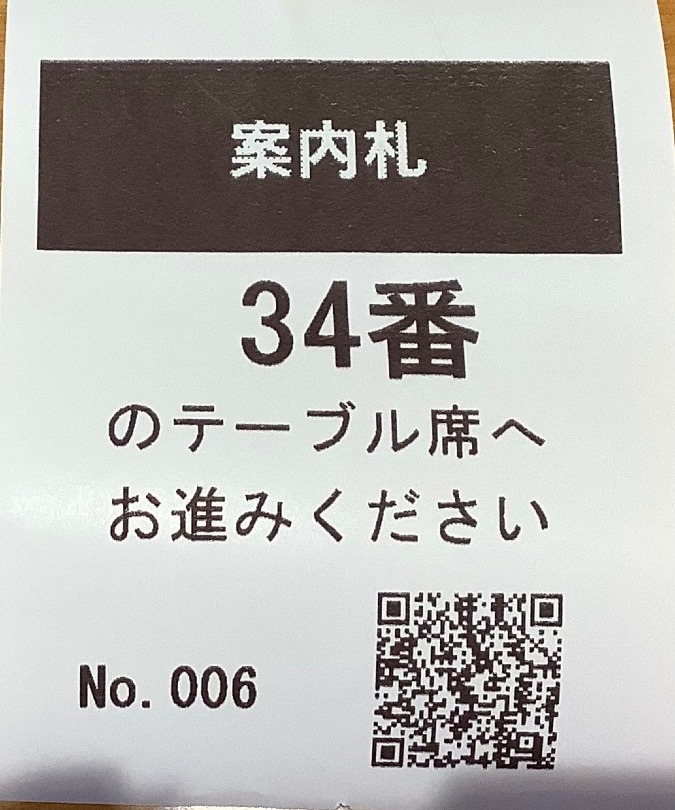 案内札
34番
のテーブル席へ
お進みください
No.006